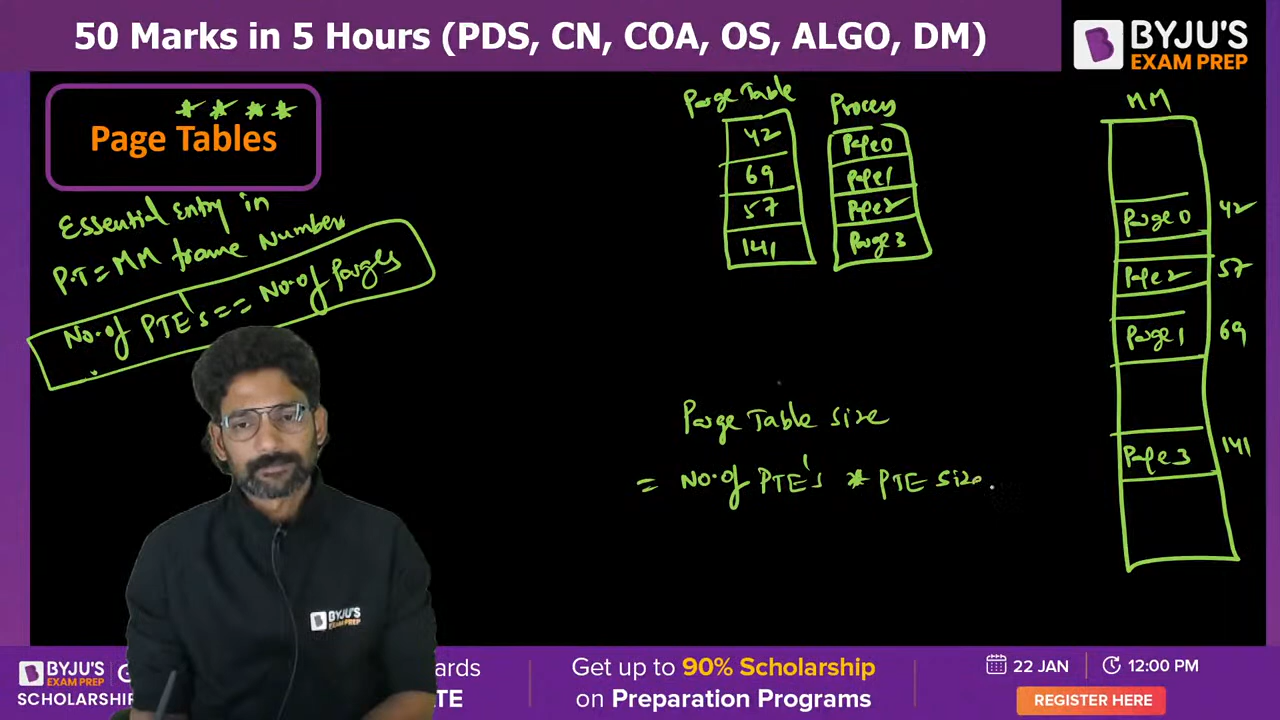 50 Marks in 5 Hours (PDS, CN, COA, OS, ALGO, DM)
BYJU'S
EXAM PREP
Page Tables
Essential Entry in
P.T = MM frame Number
No. of PTE's == No. of Pages
Page Table
42
69
57
141
Process
Page 0
Page 1
Page 2
Page 3
MM
Page 0 42
Page 2 57
Page 1 69
Page 3 141
Page Table size
= No. of PTE's * PTE size.
BYJU'S
EXAM PREP
BYJU'S
EXAM PREP
SCHOLARSHIP
Get up to 90% Scholarship
on Preparation Programs
22 JAN
12:00 PM
REGISTER HERE